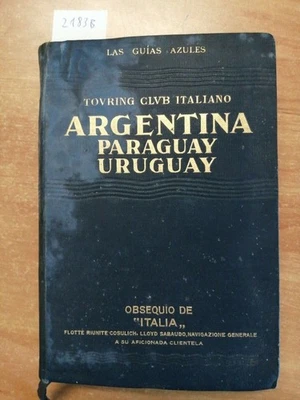 21836
LAS GUÍAS AZULES
TOVRING CLVB ITALIANO
ARGENTINA
PARAGUAY
URUGUAY
OBSEQUIO DE
"ITALIA„
FLOTTE RIUNITE COSULICH, LLOYD SABAUDO, NAVIGAZIONE GENERALE
A SU AFICIONADA CLIENTELA